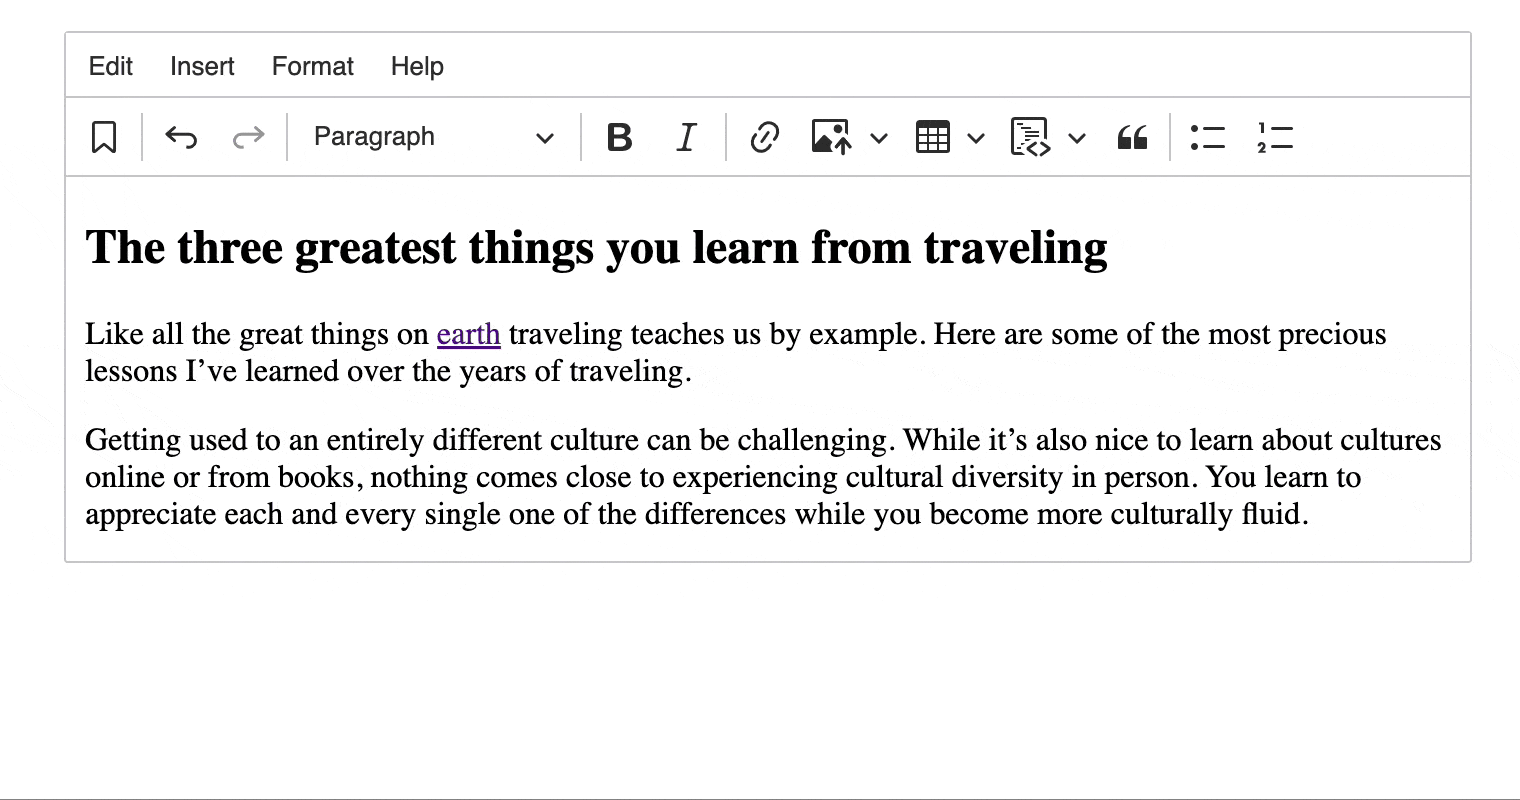 Edit Insert Format Help
Paragraph B I
The three greatest things you learn from traveling
Like all the great things on earth traveling teaches us by example. Here are some of the most precious
lessons I’ve learned over the years of traveling.
Getting used to an entirely different culture can be challenging. While it’s also nice to learn about cultures
online or from books, nothing comes close to experiencing cultural diversity in person. You learn to
appreciate each and every single one of the differences while you become more culturally fluid.